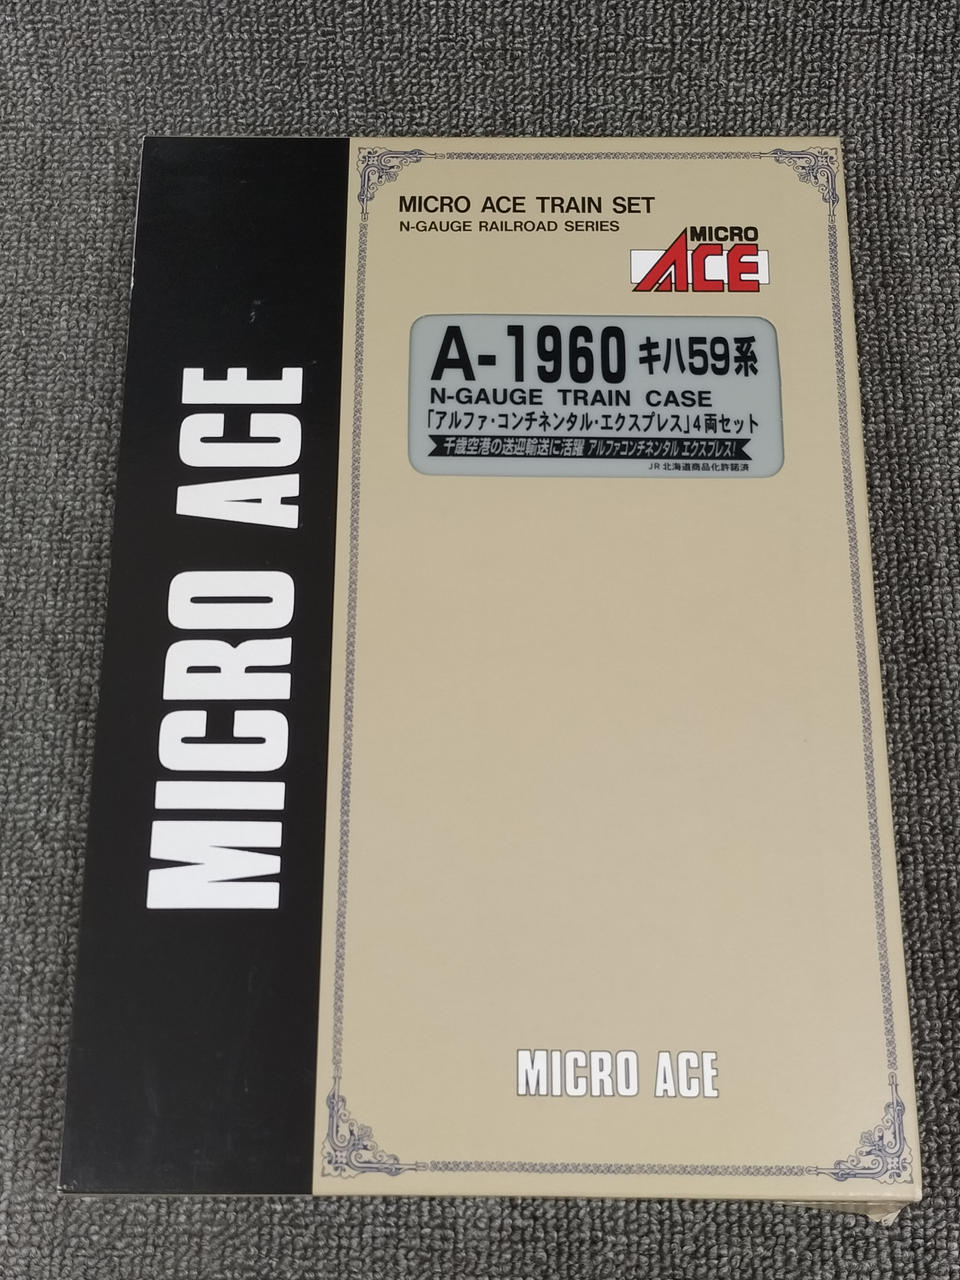 MICRO ACE
MICRO ACE TRAIN SET
N-GAUGE RAILROAD SERIES
MICRO
ACE
A-1960 キハ59系
N-GAUGE TRAIN CASE
「アルファ・コンチネンタル・エクスプレス」4両セット
千歳空港の送迎輸送に活躍 アルファコンチネンタル エクスプレス!
JR北海道商品化許諾済
MICRO ACE